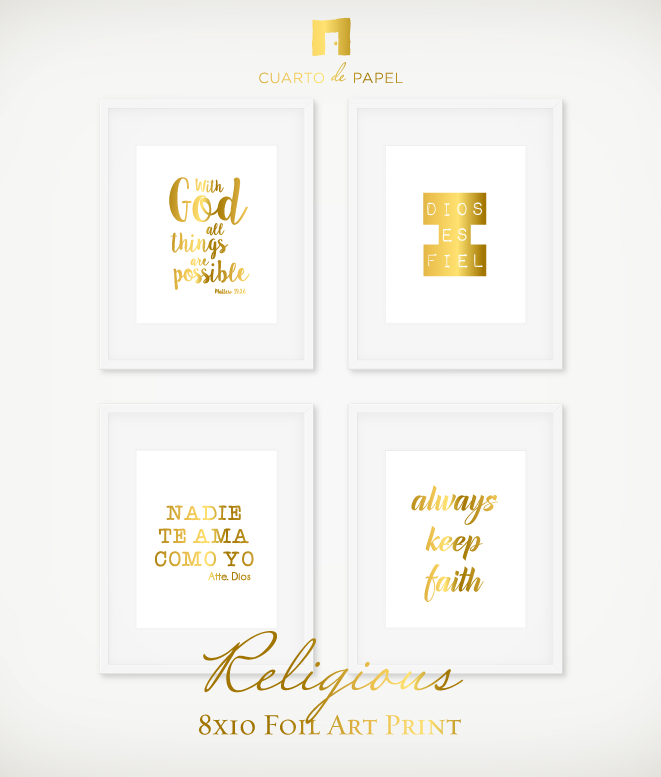 CUARTO de PAPEL
With
God
all
things
are
possible
Matthew 19:26
DIOS
ES
FIEL
NADIE
TE AMA
COMO YO
Atte. Dios
always
keep
faith
Religious
8x10 Foil Art Print